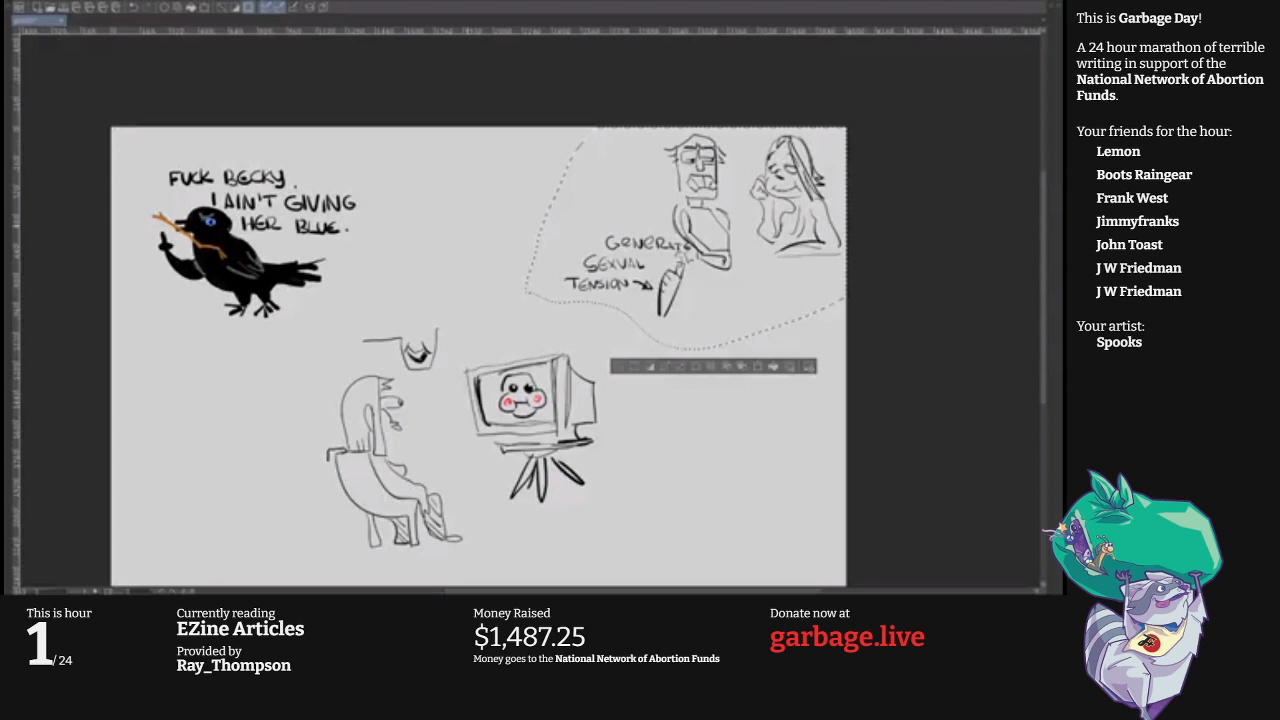 FUCK BECKY.
I AIN'T GIVING
HER BLUE.
GENERATE
SEXUAL
TENSION
This is Garbage Day!
A 24 hour marathon of terrible
writing in support of the
National Network of Abortion
Funds.
Your friends for the hour:
Lemon
Boots Raingear
Frank West
Jimmyfranks
John Toast
J W Friedman
J W Friedman
Your artist:
Spooks
This is hour
1/ 24
Currently reading
EZine Articles
Provided by
Ray_Thompson
Money Raised
$1,487.25
Money goes to the National Network of Abortion Funds
Donate now at
garbage.live